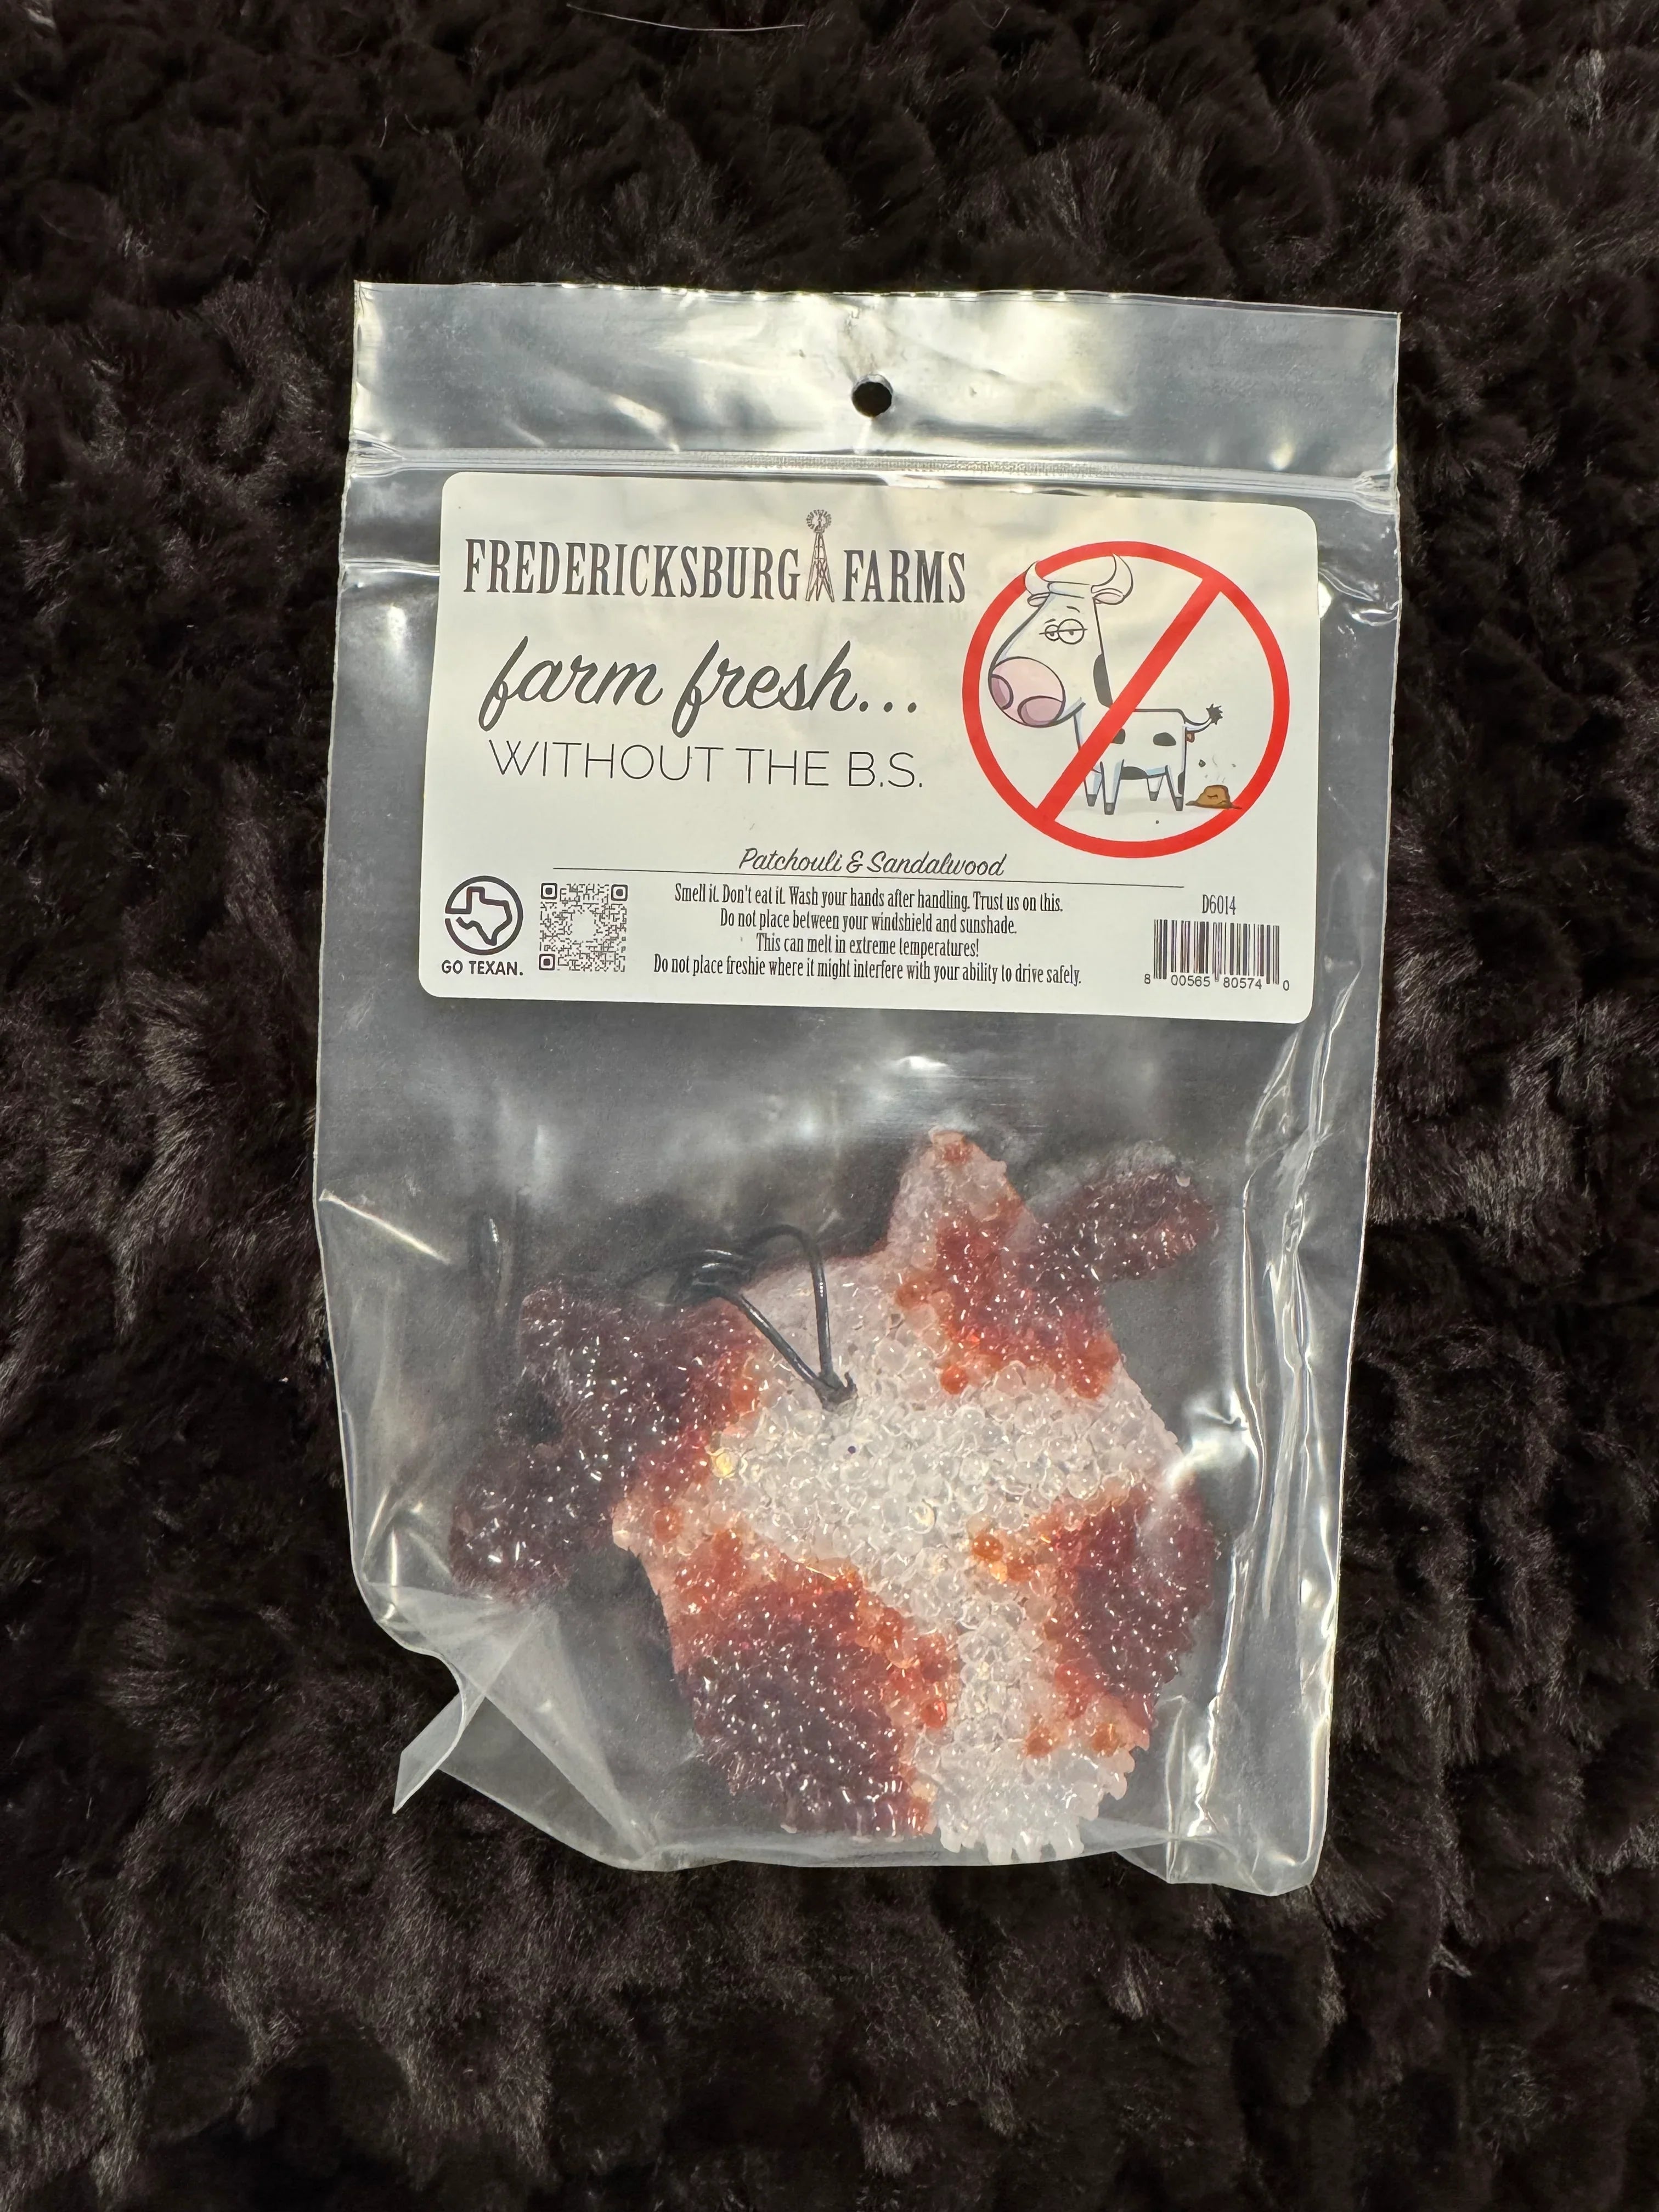 FREDERICKSBURG FARMS
farm fresh...
WITHOUT THE B.S.
Patchouli & Sandalwood
Smell it. Don't eat it. Wash your hands after handling. Trust us on this.
Do not place between your windshield and sunshade.
This can melt in extreme temperatures!
Do not place freshie where it might interfere with your ability to drive safely.
GO TEXAN.
D6014
8 00565 80574 0